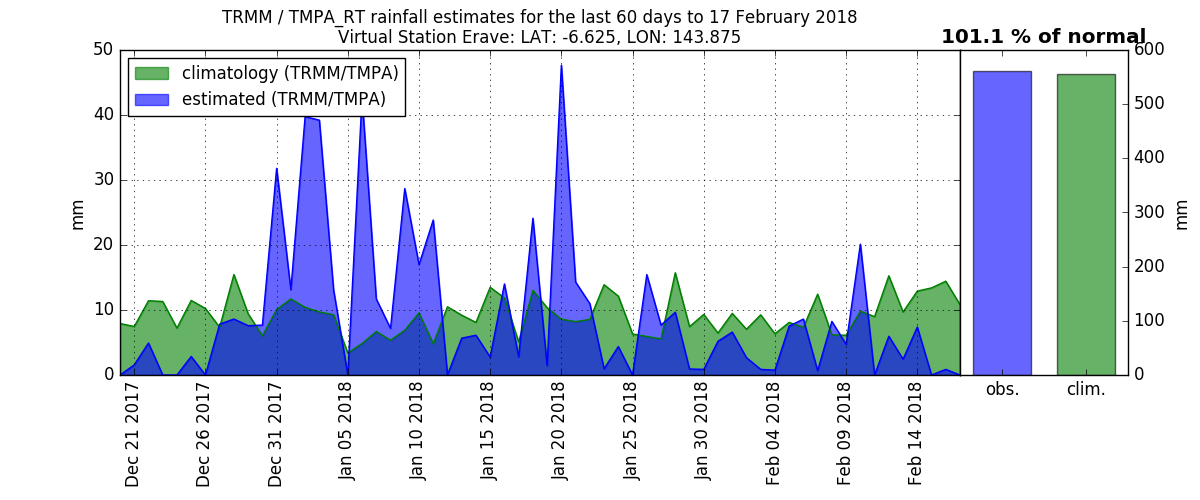 TRMM / TMPA_RT rainfall estimates for the last 60 days to 17 February 2018
Virtual Station Erave: LAT: -6.625, LON: 143.875
101.1 % of normal
climatology (TRMM/TMPA)
estimated (TRMM/TMPA)
50
40
30
20
10
0
mm
Dec 21 2017
Dec 26 2017
Dec 31 2017
Jan 05 2018
Jan 10 2018
Jan 15 2018
Jan 20 2018
Jan 25 2018
Jan 30 2018
Feb 04 2018
Feb 09 2018
Feb 14 2018
obs.
clim.
600
500
400
300
200
100
0
mm